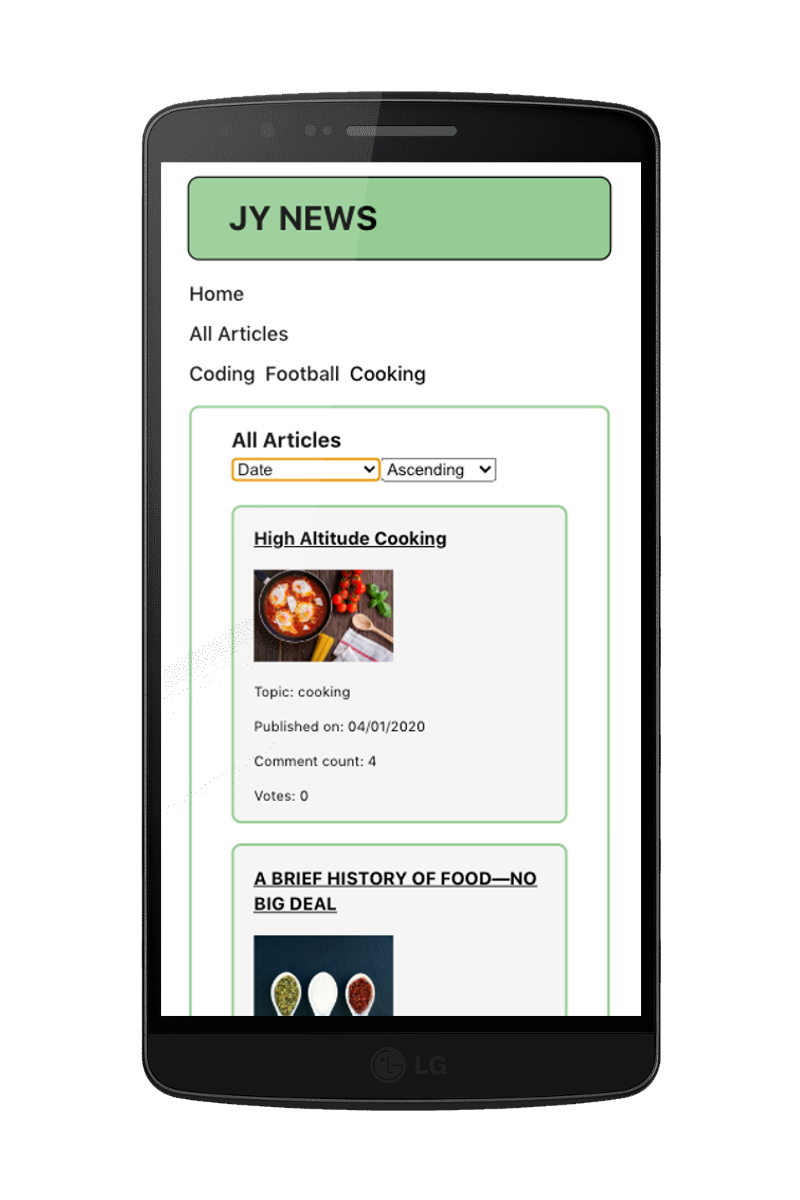 JY NEWS
Home
All Articles
Coding Football Cooking
All Articles
Date Ascending
High Altitude Cooking
Topic: cooking
Published on: 04/01/2020
Comment count: 4
Votes: 0
A BRIEF HISTORY OF FOOD—NO
BIG DEAL
LG